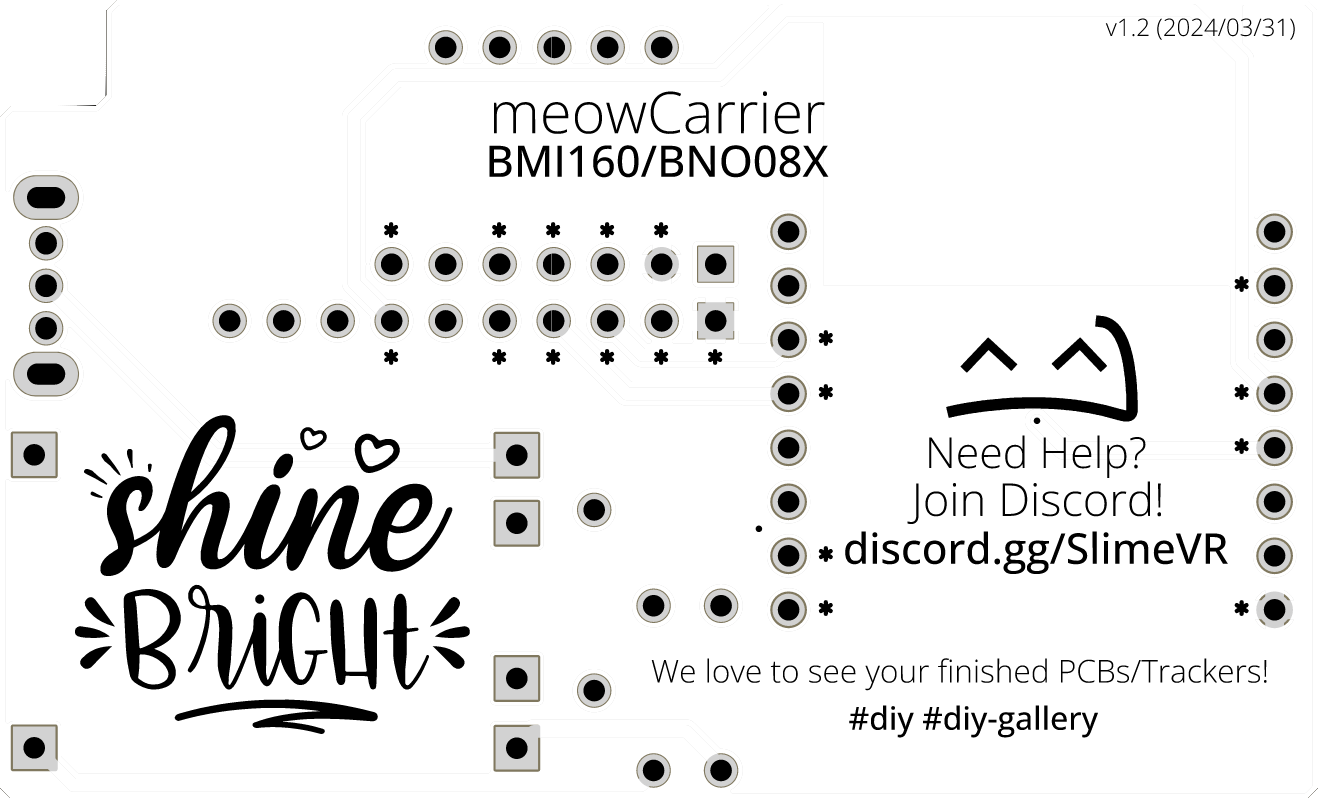 v1.2 (2024/03/31)
meowCarrier
BMI160/BNO08X
* * * * *
* * * * * *
*
*
*
*
*
shine
BRiGHt
Need Help?
Join Discord!
* discord.gg/SlimeVR
* *
We love to see your finished PCBs/Trackers!
#diy #diy-gallery